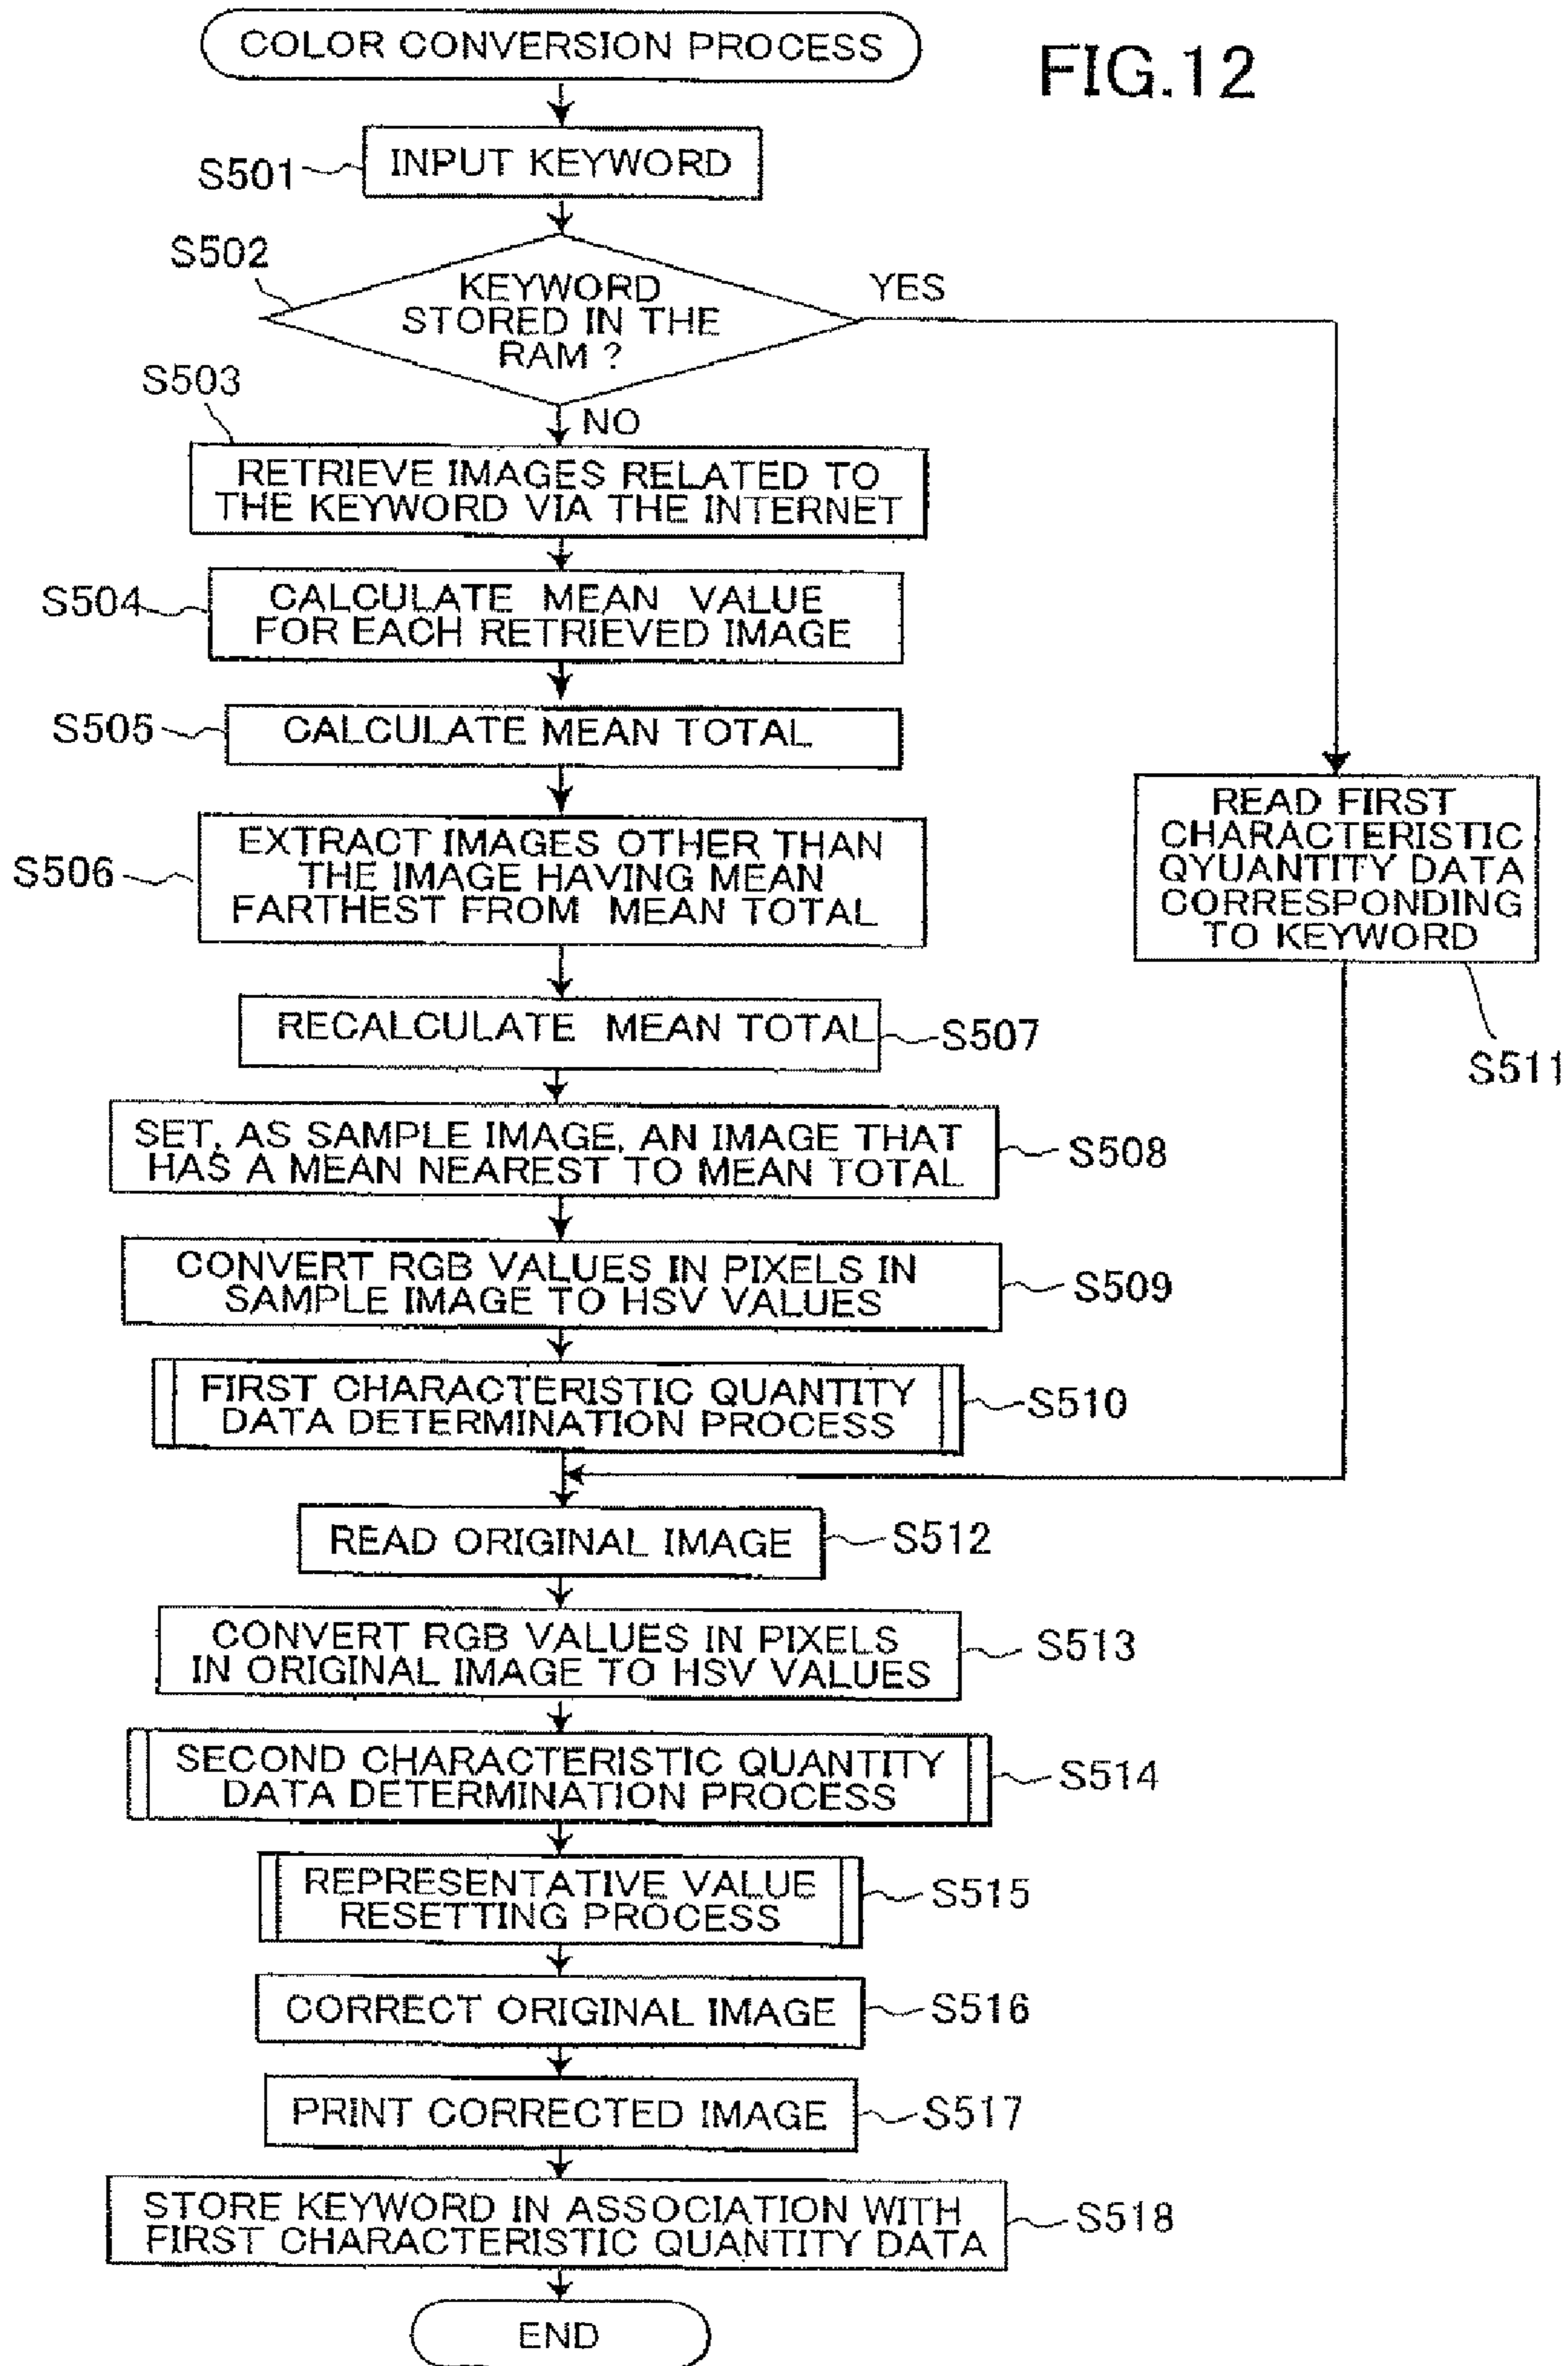 COLOR CONVERSION PROCESS
FIG.12
S501
INPUT KEYWORD
S502
KEYWORD
STORED IN THE
RAM ?
YES
NO
S503
RETRIEVE IMAGES RELATED TO
THE KEYWORD VIA THE INTERNET
S504
CALCULATE MEAN VALUE
FOR EACH RETRIEVED IMAGE
S505
CALCULATE MEAN TOTAL
S506
EXTRACT IMAGES OTHER THAN
THE IMAGE HAVING MEAN
FARTHEST FROM MEAN TOTAL
READ FIRST
CHARACTERISTIC
QYUANTITY DATA
CORRESPONDING
TO KEYWORD
S511
RECALCULATE MEAN TOTAL
S507
SET, AS SAMPLE IMAGE, AN IMAGE THAT
HAS A MEAN NEAREST TO MEAN TOTAL
S508
CONVERT RGB VALUES IN PIXELS IN
SAMPLE IMAGE TO HSV VALUES
S509
FIRST CHARACTERISTIC QUANTITY
DATA DETERMINATION PROCESS
S510
READ ORIGINAL IMAGE
S512
CONVERT RGB VALUES IN PIXELS
IN ORIGINAL IMAGE TO HSV VALUES
S513
SECOND CHARACTERISTIC QUANTITY
DATA DETERMINATION PROCESS
S514
REPRESENTATIVE VALUE
RESETTING PROCESS
S515
CORRECT ORIGINAL IMAGE
S516
PRINT CORRECTED IMAGE
S517
STORE KEYWORD IN ASSOCIATION WITH
FIRST CHARACTERISTIC QUANTITY DATA
S518
END